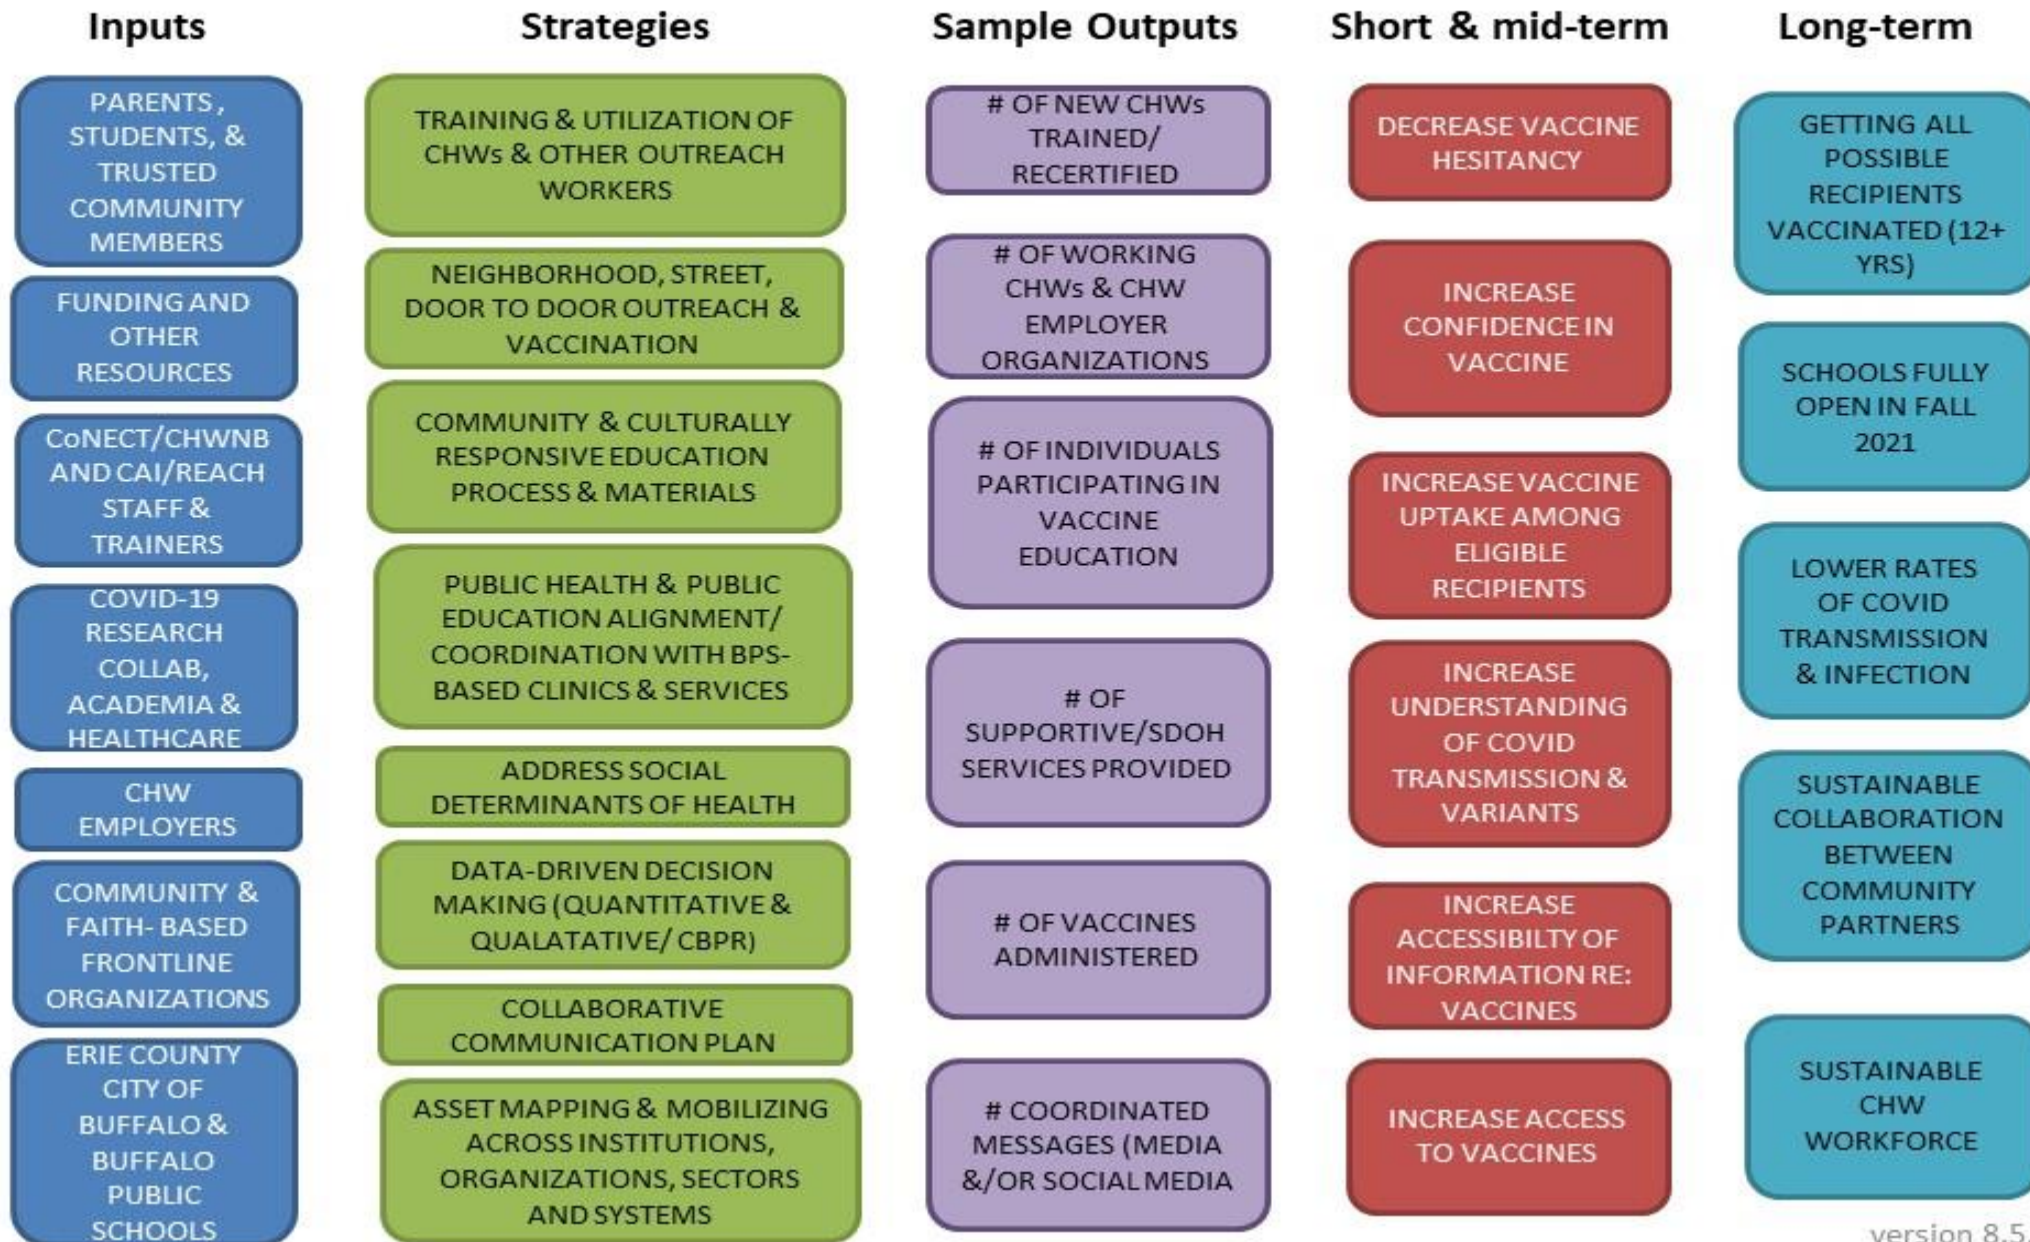 Inputs
PARENTS,
STUDENTS, &
TRUSTED
COMMUNITY
MEMBERS
FUNDING AND
OTHER
RESOURCES
CoNECT/CHWNB
AND CAI/REACH
STAFF &
TRAINERS
COVID-19
RESEARCH
COLLAB,
ACADEMIA &
HEALTHCARE
CHW
EMPLOYERS
COMMUNITY &
FAITH- BASED
FRONTLINE
ORGANIZATIONS
ERIE COUNTY
CITY OF
BUFFALO &
BUFFALO
PUBLIC
SCHOOLS
Strategies
TRAINING & UTILIZATION OF
CHWs & OTHER OUTREACH
WORKERS
NEIGHBORHOOD, STREET,
DOOR TO DOOR OUTREACH &
VACCINATION
COMMUNITY & CULTURALLY
RESPONSIVE EDUCATION
PROCESS & MATERIALS
PUBLIC HEALTH & PUBLIC
EDUCATION ALIGNMENT/
COORDINATION WITH BPS-
BASED CLINICS & SERVICES
ADDRESS SOCIAL
DETERMINANTS OF HEALTH
DATA-DRIVEN DECISION
MAKING (QUANTITATIVE &
QUALATATIVE/ CBPR)
COLLABORATIVE
COMMUNICATION PLAN
ASSET MAPPING & MOBILIZING
ACROSS INSTITUTIONS,
ORGANIZATIONS, SECTORS
AND SYSTEMS
Sample Outputs
# OF NEW CHWs
TRAINED/
RECERTIFIED
# OF WORKING
CHWs & CHW
EMPLOYER
ORGANIZATIONS
# OF INDIVIDUALS
PARTICIPATING IN
VACCINE
EDUCATION
# OF
SUPPORTIVE/SDOH
SERVICES PROVIDED
# OF VACCINES
ADMINISTERED
# COORDINATED
MESSAGES (MEDIA
&/OR SOCIAL MEDIA
Short & mid-term
DECREASE VACCINE
HESITANCY
INCREASE
CONFIDENCE IN
VACCINE
INCREASE VACCINE
UPTAKE AMONG
ELIGIBLE
RECIPIENTS
INCREASE
UNDERSTANDING
OF COVID
TRANSMISSION &
VARIANTS
INCREASE
ACCESSIBILTY OF
INFORMATION RE:
VACCINES
INCREASE ACCESS
TO VACCINES
Long-term
GETTING ALL
POSSIBLE
RECIPIENTS
VACCINATED (12+
YRS)
SCHOOLS FULLY
OPEN IN FALL
2021
LOWER RATES
OF COVID
TRANSMISSION
& INFECTION
SUSTAINABLE
COLLABORATION
BETWEEN
COMMUNITY
PARTNERS
SUSTAINABLE
CHW
WORKFORCE
version 8.5.